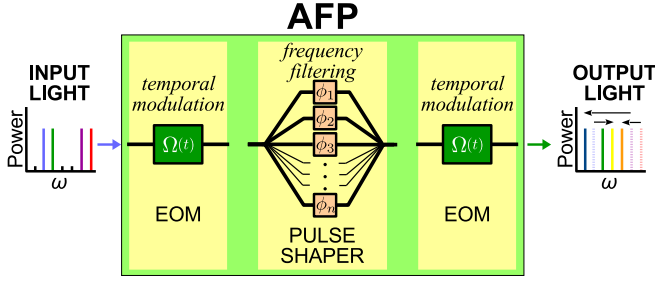 AFP
INPUT
LIGHT
Power
ω
temporal
modulation
Ω(t)
EOM
frequency
filtering
ϕ1
ϕ2
ϕ3
ϕn
PULSE
SHAPER
temporal
modulation
Ω(t)
EOM
OUTPUT
LIGHT
Power
ω